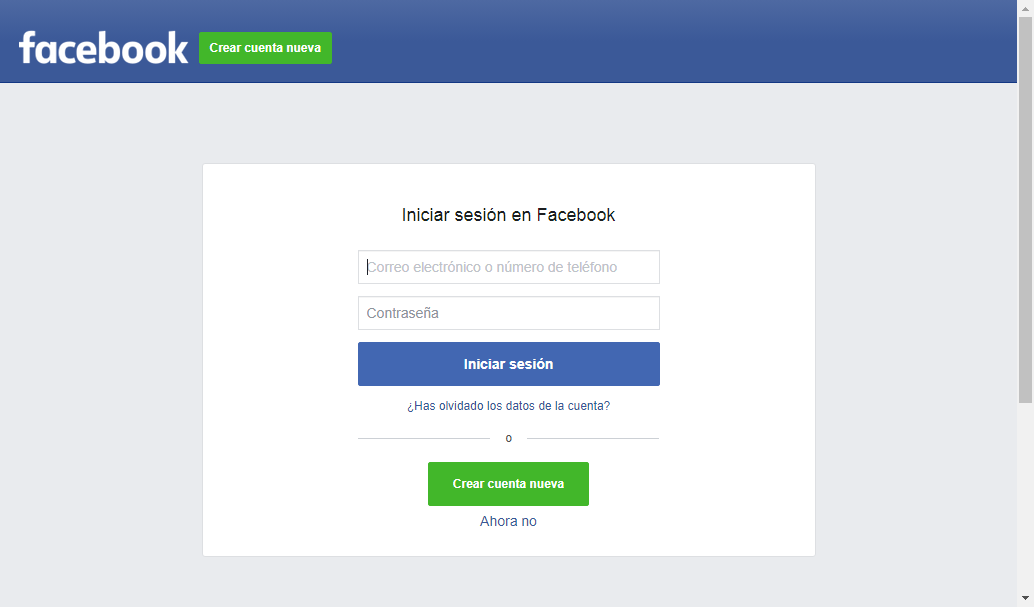 facebook
Crear cuenta nueva
Iniciar sesión en Facebook
Correo electrónico o número de teléfono
Contraseña
Iniciar sesión
¿Has olvidado los datos de la cuenta?
o
Crear cuenta nueva
Ahora no